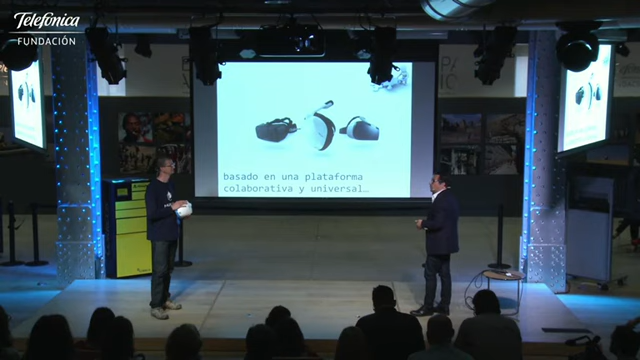 Telefónica
FUNDACIÓN
basado en una plataforma
colaborativa y universal…